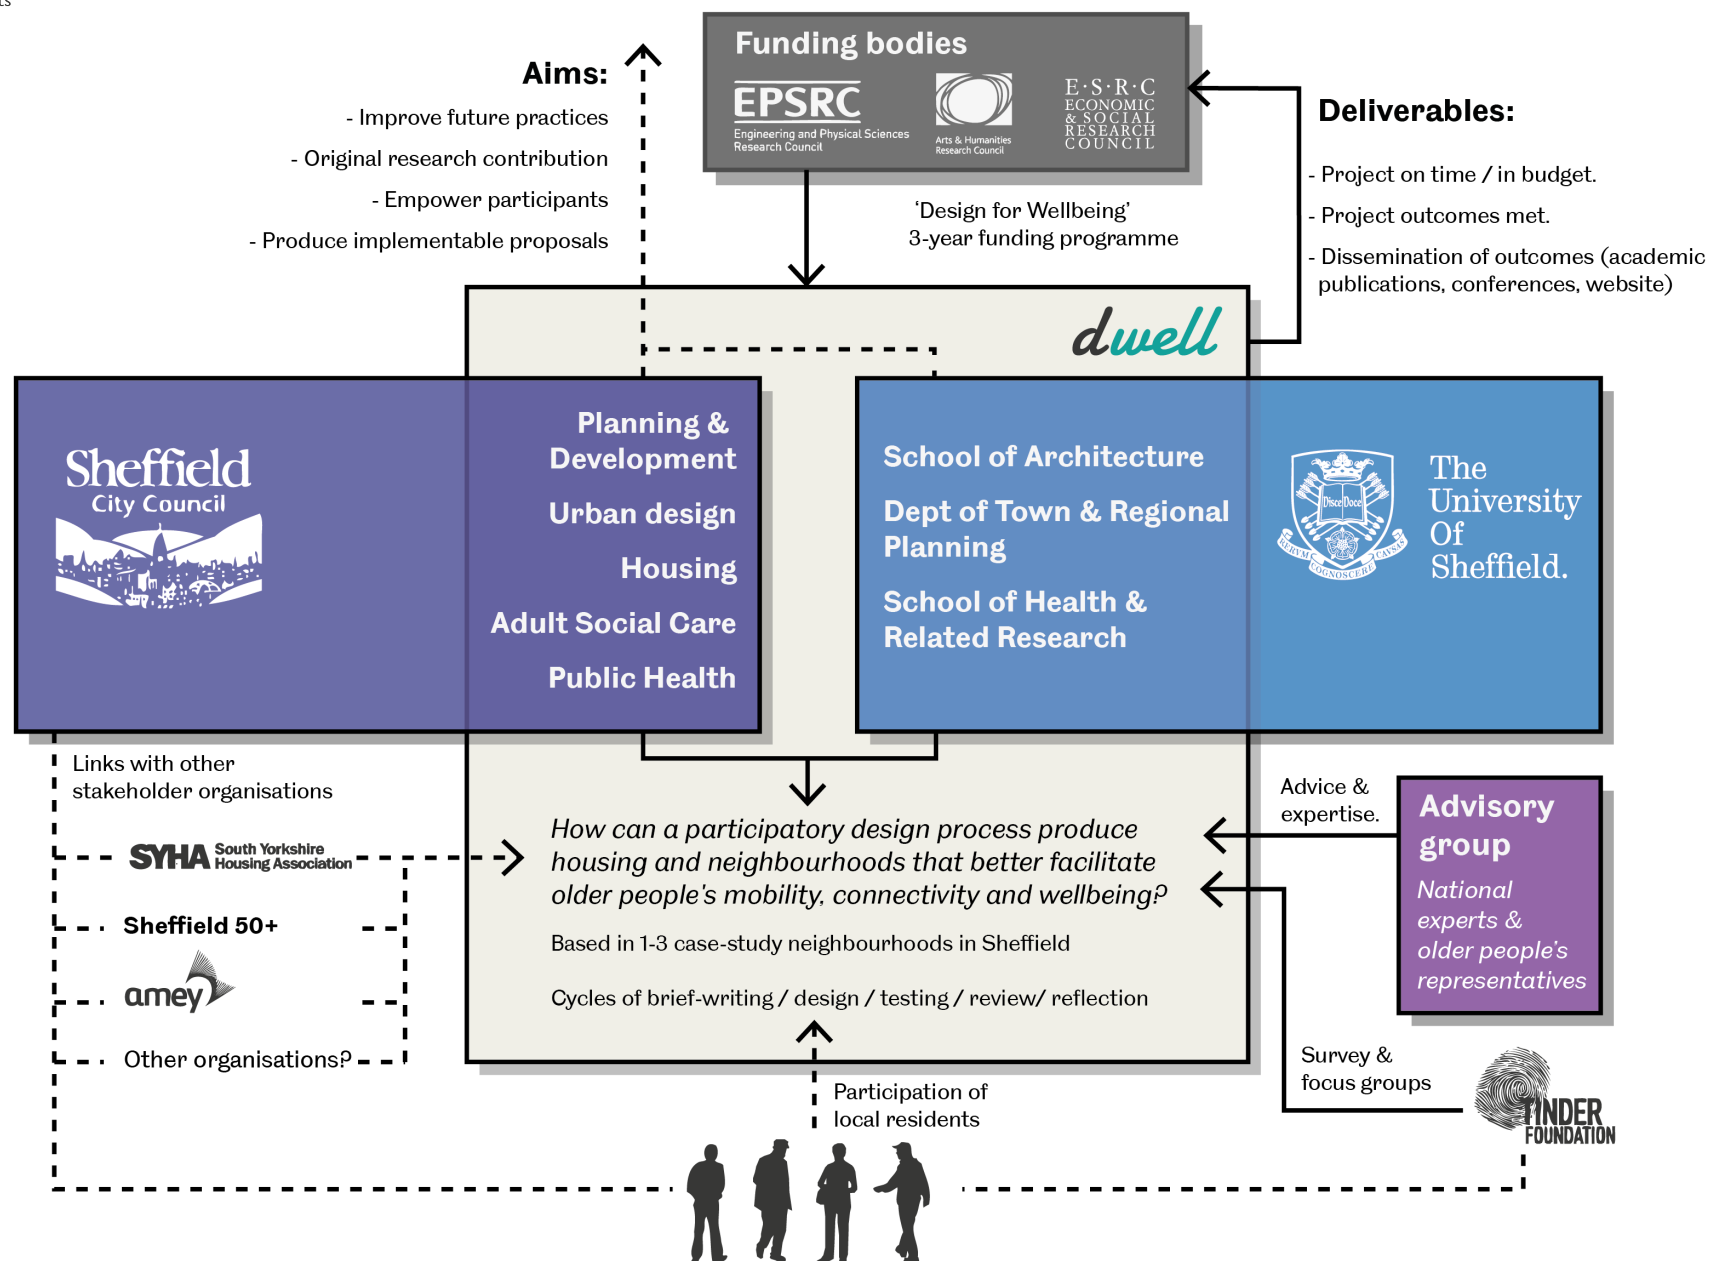 Aims:
- Improve future practices
- Original research contribution
- Empower participants
- Produce implementable proposals
Funding bodies
EPSRC
Engineering and Physical Sciences
Research Council
Arts & Humanities
Research Council
E·S·R·C
ECONOMIC
& SOCIAL
RESEARCH
COUNCIL
Deliverables:
- Project on time / in budget.
- Project outcomes met.
- Dissemination of outcomes (academic
publications, conferences, website)
‘Design for Wellbeing’
3-year funding programme
dwell
Sheffield
City Council
Planning &
Development
Urban design
Housing
Adult Social Care
Public Health
School of Architecture
Dept of Town & Regional
Planning
School of Health &
Related Research
Disce Doce
RERVM COGNOSCERE CAVSAS
The
University
Of
Sheffield.
Links with other
stakeholder organisations
SYHA South Yorkshire
Housing Association
Sheffield 50+
amey
Other organisations?
How can a participatory design process produce
housing and neighbourhoods that better facilitate
older people's mobility, connectivity and wellbeing?
Based in 1-3 case-study neighbourhoods in Sheffield
Cycles of brief-writing / design / testing / review/ reflection
Advice &
expertise.
Advisory
group
National
experts &
older people's
representatives
Survey &
focus groups
TINDER
FOUNDATION
Participation of
local residents